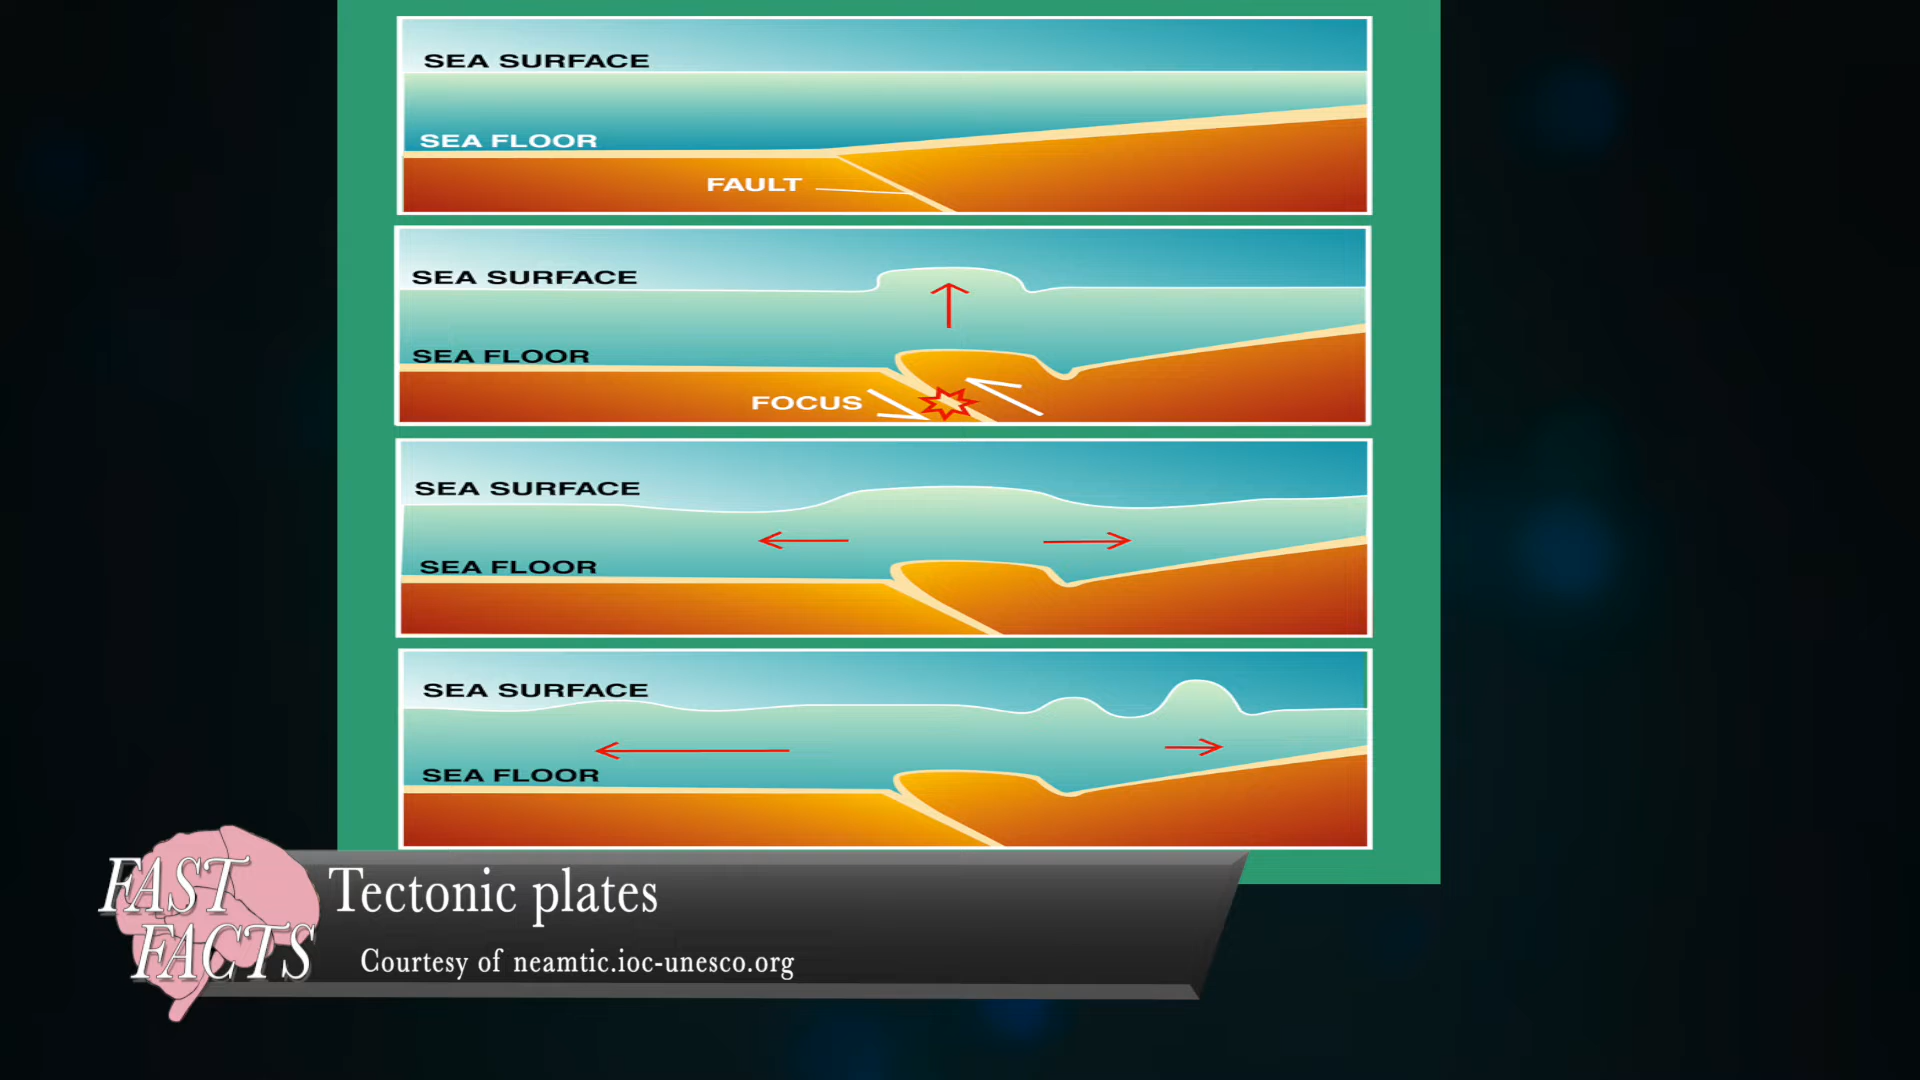 SEA SURFACE
SEA FLOOR
FAULT
SEA SURFACE
SEA FLOOR
FOCUS
SEA SURFACE
SEA FLOOR
SEA SURFACE
SEA FLOOR
FAST
FACTS
Tectonic plates
Courtesy of neamtic.ioc-unesco.org